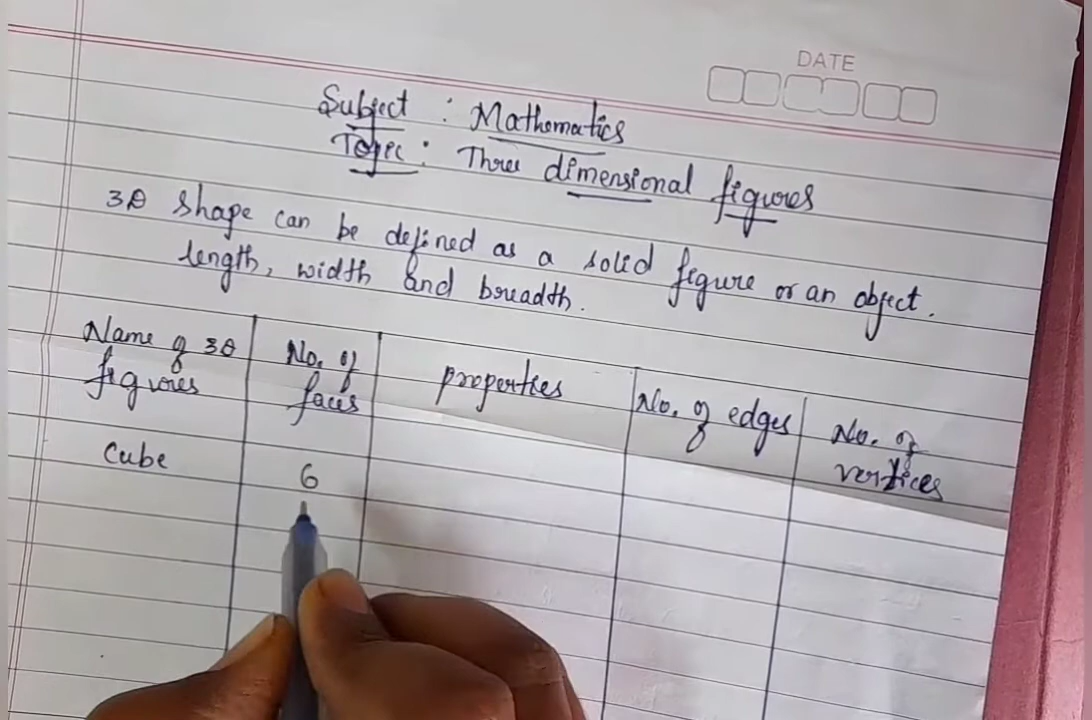 DATE
Subject : Mathematics
Topic : Three dimensional figures
3D shape can be defined as a solid figure or an object.
length, width and breadth.
Name of 3D figures
No. of faces
properties
No. of edges
No. of vertices
Cube
6